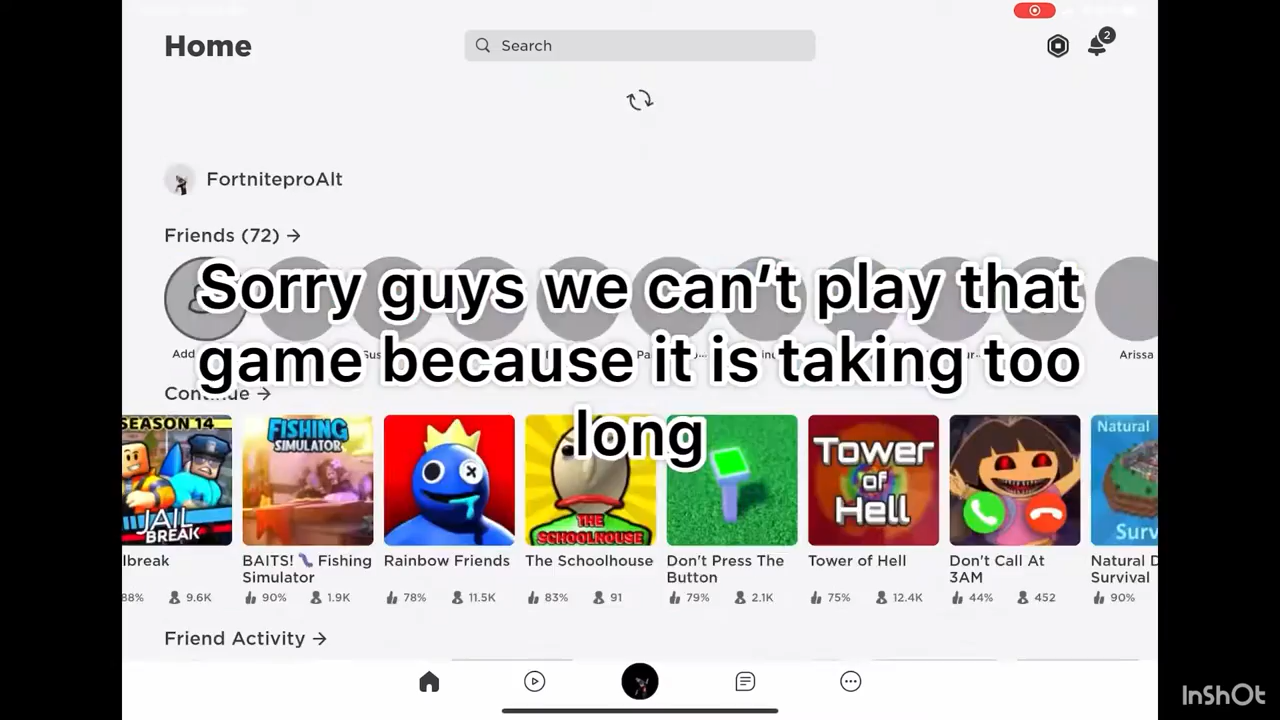 Home
Search
2
FortniteproAlt
Friends (72)
Sorry guys we can't play that
game because it is taking too
long
Add
Arissa
Continue
SEASON 14
JAIL
BREAK
FISHING
SIMULATOR
THE
SCHOOLHOUSE
Tower
of
Hell
Natural
Surv
lbreak
BAITS! Fishing
Simulator
Rainbow Friends
The Schoolhouse
Don't Press The
Button
Tower of Hell
Don't Call At
3AM
Natural D
Survival
88% 9.6K
90% 1.9K
78% 11.5K
83% 91
79% 2.1K
75% 12.4K
44% 452
90%
Friend Activity
InShOt